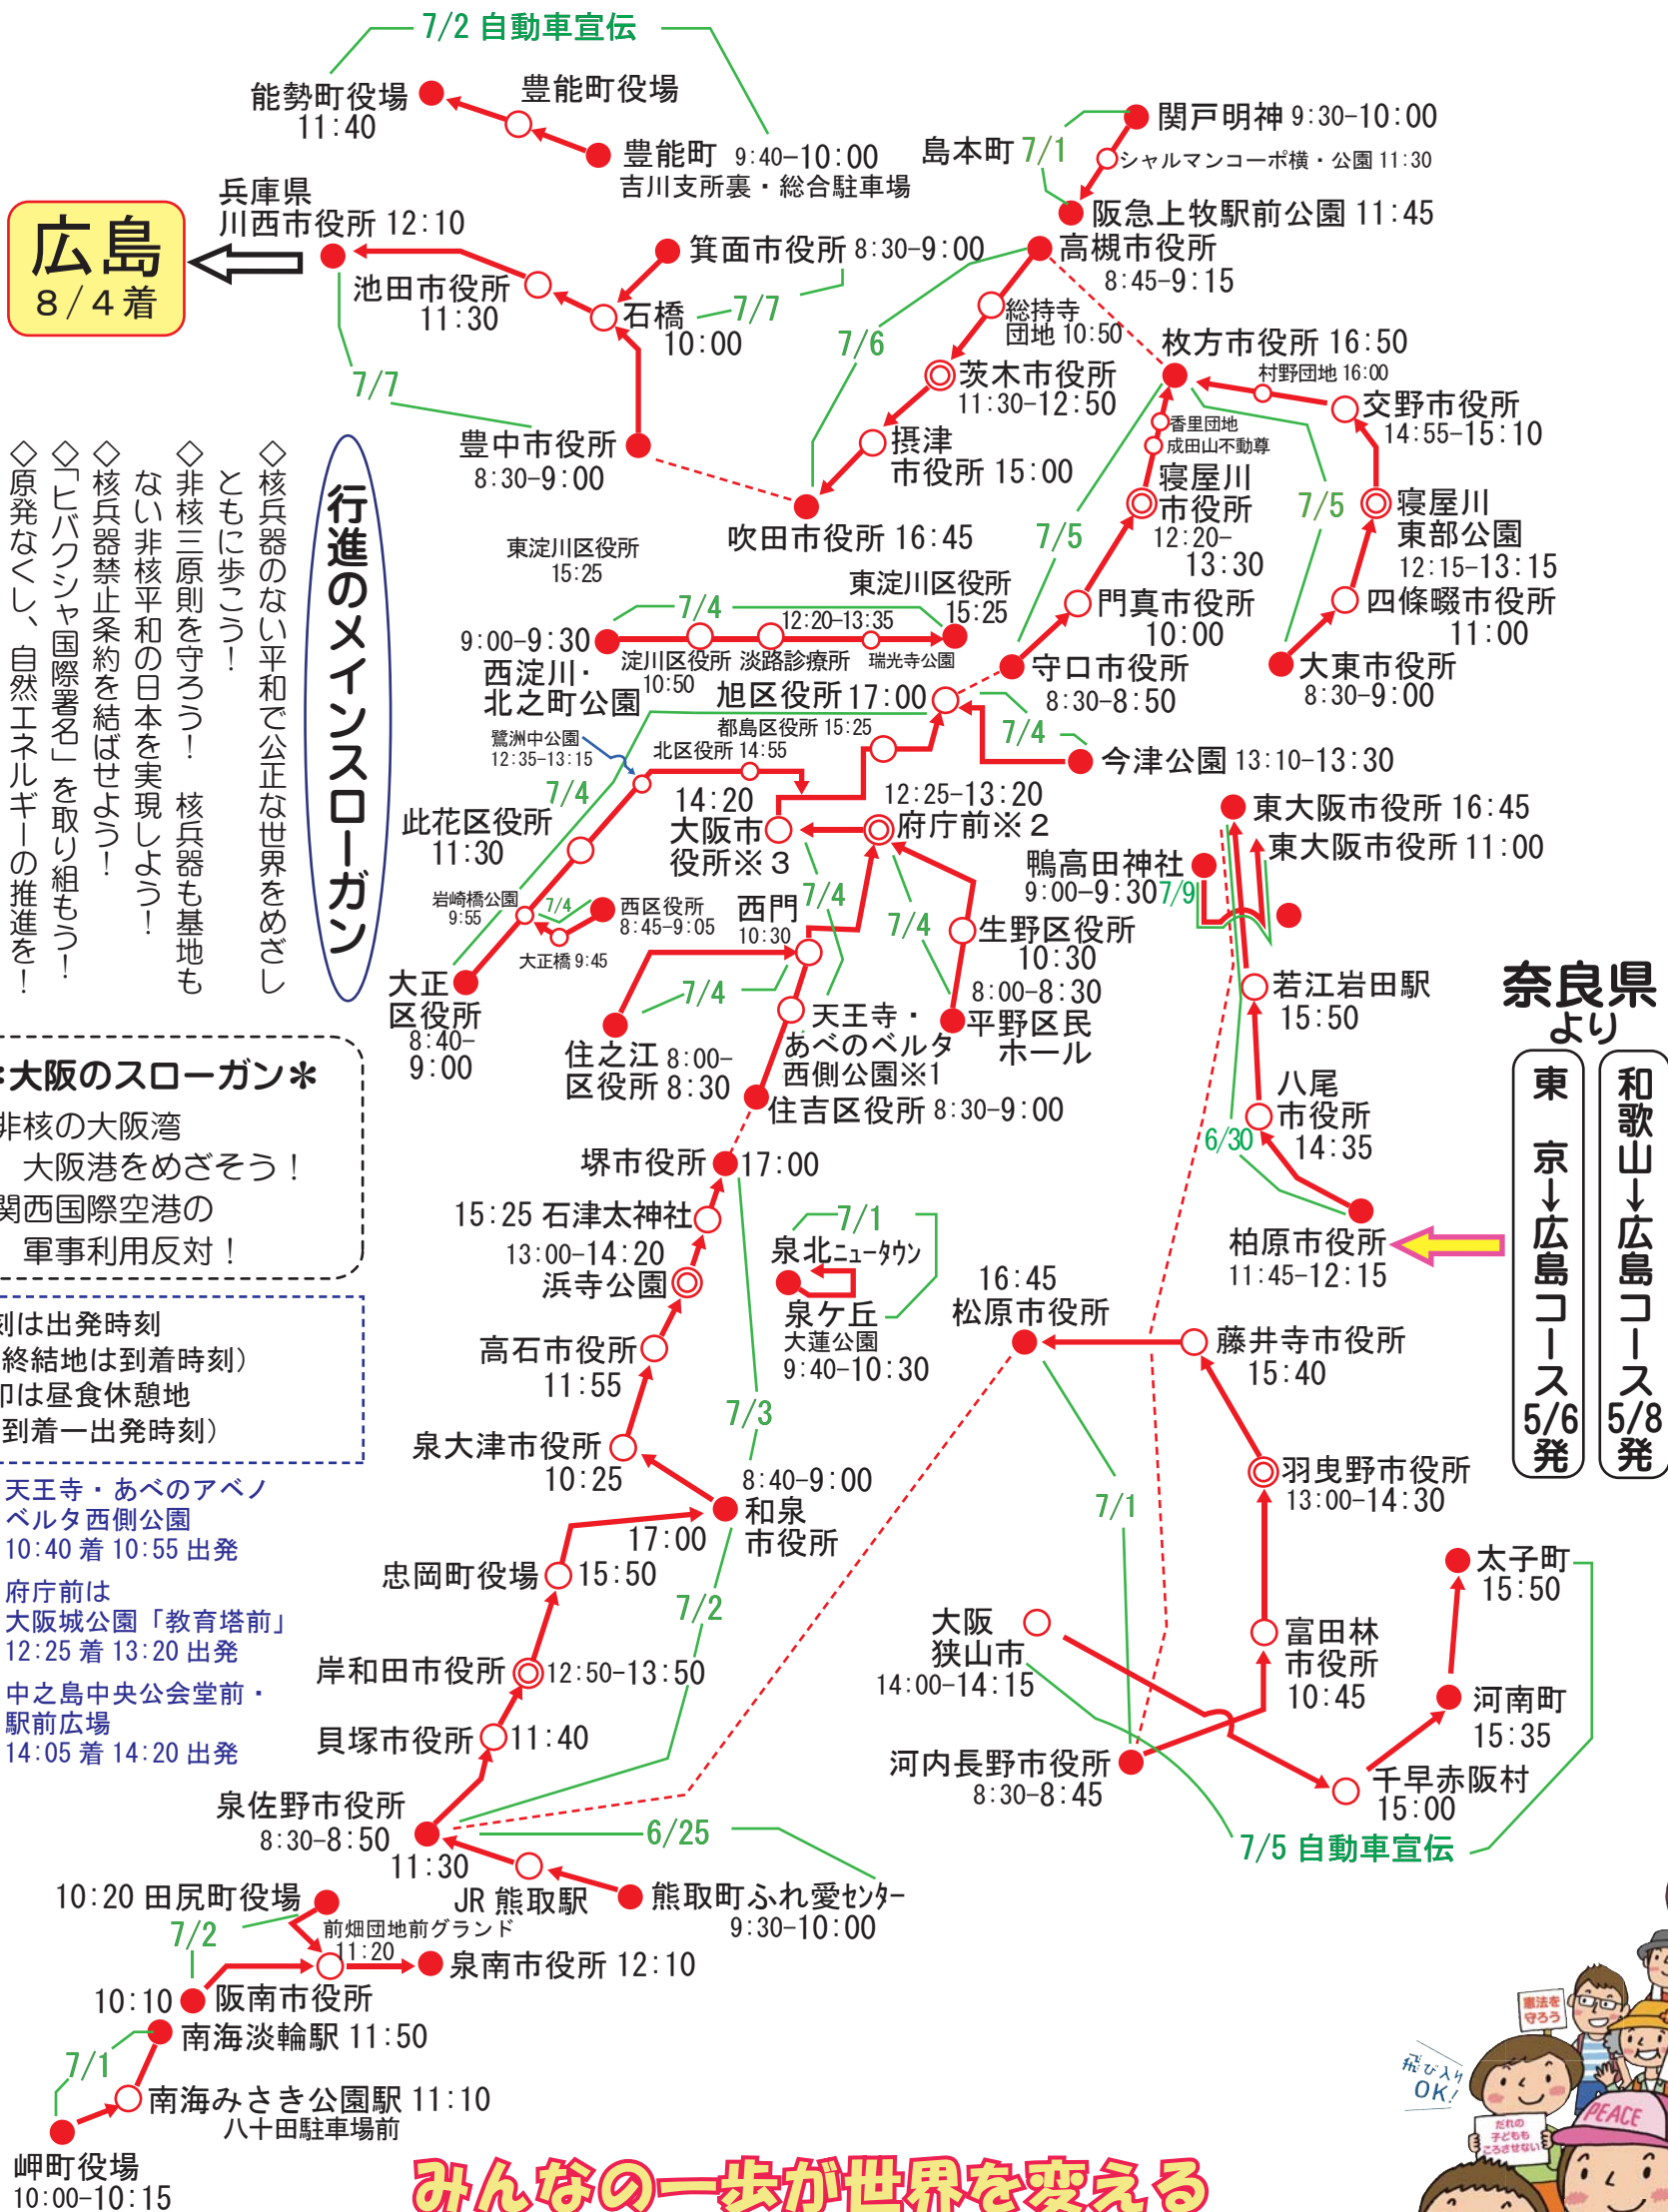 7/2 自動車宣伝
能勢町役場
11:40
豊能町役場
豊能町 9:40-10:00
吉川支所裏・総合駐車場
島本町 7/1
関戸明神 9:30-10:00
シャルマンコーポ横・公園 11:30
阪急上牧駅前公園 11:45
広島
8/4着
兵庫県
川西市役所 12:10
池田市役所
11:30
箕面市役所 8:30-9:00
石橋
10:00
7/7
7/7
豊中市役所
8:30-9:00
高槻市役所
8:45-9:15
7/6
総持寺
団地 10:50
茨木市役所
11:30-12:50
摂津
市役所 15:00
吹田市役所 16:45
枚方市役所 16:50
村野団地 16:00
交野市役所
14:55-15:10
香里団地
成田山不動尊
寝屋川
市役所
12:20-
13:30
7/5
7/5
寝屋川
東部公園
12:15-13:15
四條畷市役所
11:00
門真市役所
10:00
守口市役所
8:30-8:50
大東市役所
8:30-9:00
東淀川区役所
15:25
東淀川区役所
15:25
7/4
12:20-13:35
9:00-9:30
西淀川・
北之町公園
淀川区役所
10:50
淡路診療所
瑞光寺公園
旭区役所 17:00
都島区役所 15:25
北区役所 14:55
7/4
今津公園 13:10-13:30
鷺洲中公園
12:35-13:15
7/4
此花区役所
11:30
14:20
大阪市
役所※3
12:25-13:20
府庁前※2
岩崎橋公園
9:55
7/4
西区役所
8:45-9:05
大正橋 9:45
大正
区役所
8:40-
9:00
西門
10:30
7/4
7/4
7/4
生野区役所
10:30
8:00-8:30
平野区民
ホール
住之江 8:00-
区役所 8:30
天王寺・
あべのベルタ
西側公園※1
住吉区役所 8:30-9:00
東大阪市役所 16:45
東大阪市役所 11:00
鴨高田神社
9:00-9:30 7/9
若江岩田駅
15:50
八尾
市役所
14:35
6/30
柏原市役所
11:45-12:15
奈良県
より
東京→広島コース 5/6発
和歌山→広島コース 5/8発
行進のメインスローガン
◇核兵器のない平和で公正な世界をめざし
ともに歩こう！
◇非核三原則を守ろう！ 核兵器も基地も
ない非核平和の日本を実現しよう！
◇核兵器禁止条約を結ばせよう！
◇「ヒバクシャ国際署名」を取り組もう！
◇原発なくし、自然エネルギーの推進を！
＊大阪のスローガン＊
非核の大阪湾
大阪港をめざそう！
関西国際空港の
軍事利用反対！
刻は出発時刻
終結地は到着時刻）
印は昼食休憩地
到着ー出発時刻）
天王寺・あべのアベノ
ベルタ西側公園
10:40 着 10:55 出発
府庁前は
大阪城公園「教育塔前」
12:25 着 13:20 出発
中之島中央公会堂前・
駅前広場
14:05 着 14:20 出発
堺市役所 17:00
15:25 石津太神社
13:00-14:20
浜寺公園
高石市役所
11:55
泉大津市役所
10:25
7/3
7/1
泉北ニュータウン
泉ケ丘
大蓮公園
9:40-10:30
8:40-9:00
和泉
市役所
17:00
忠岡町役場 15:50
7/2
岸和田市役所 12:50-13:50
貝塚市役所 11:40
泉佐野市役所
8:30-8:50
11:30
JR 熊取駅
6/25
熊取町ふれ愛センター
9:30-10:00
16:45
松原市役所
藤井寺市役所
15:40
7/1
羽曳野市役所
13:00-14:30
富田林
市役所
10:45
河内長野市役所
8:30-8:45
大阪
狭山市
14:00-14:15
太子町
15:50
河南町
15:35
千早赤阪村
15:00
7/5 自動車宣伝
10:20 田尻町役場
7/2
前畑団地前グランド
11:20
泉南市役所 12:10
10:10 阪南市役所
南海淡輪駅 11:50
7/1
南海みさき公園駅 11:10
八十田駐車場前
岬町役場
10:00-10:15
みんなの一歩が世界を変える
憲法を
守ろう
飛び入り
OK!
だれの
子どもも
ころさせない
PEACE